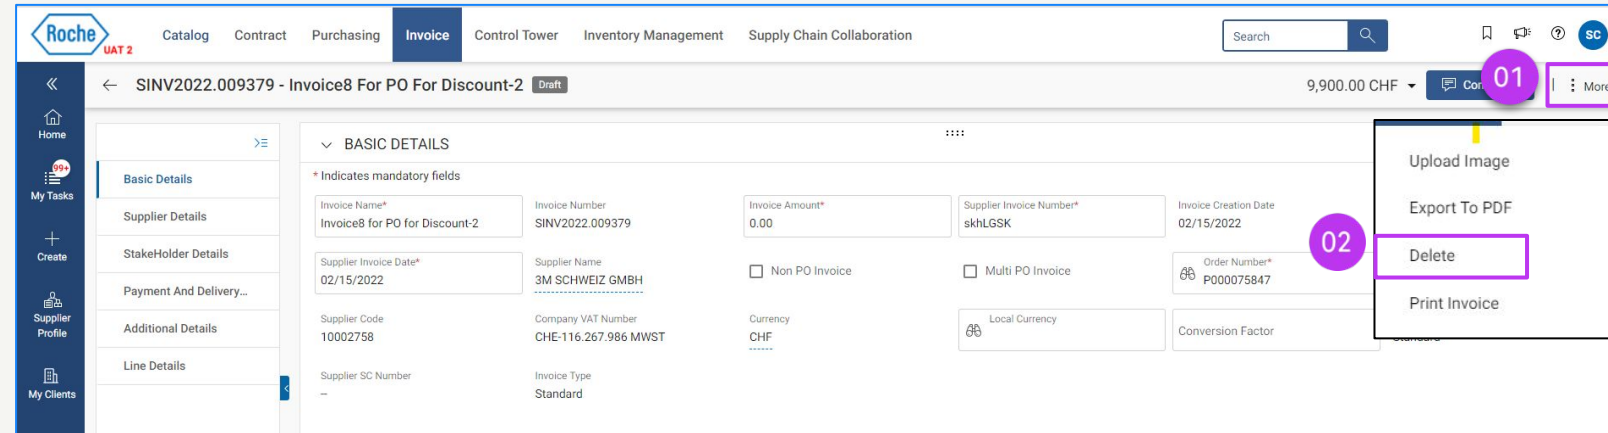 Roche
UAT 2
Catalog Contract Purchasing Invoice Control Tower Inventory Management Supply Chain Collaboration
Search
SC
SINV2022.009379 - Invoice8 For PO For Discount-2 Draft
9,900.00 CHF
01
More
Home
99+
My Tasks
Create
Supplier
Profile
My Clients
Basic Details
Supplier Details
StakeHolder Details
Payment And Delivery...
Additional Details
Line Details
BASIC DETAILS
* Indicates mandatory fields
Invoice Name*
Invoice8 for PO for Discount-2
Invoice Number
SINV2022.009379
Invoice Amount*
0.00
Supplier Invoice Number*
skhLGSK
Invoice Creation Date
02/15/2022
Supplier Invoice Date*
02/15/2022
Supplier Name
3M SCHWEIZ GMBH
Non PO Invoice
Multi PO Invoice
Order Number*
P000075847
Supplier Code
10002758
Company VAT Number
CHE-116.267.986 MWST
Currency
CHF
Local Currency
Conversion Factor
Supplier SC Number
–
Invoice Type
Standard
Upload Image
Export To PDF
02
Delete
Print Invoice